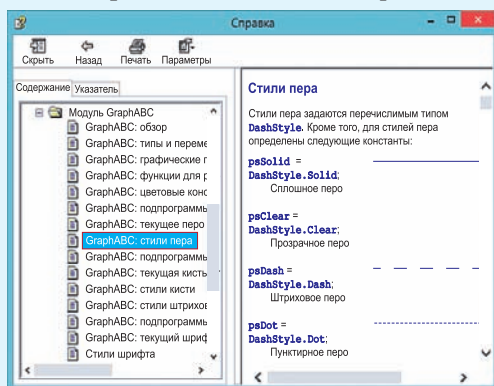 Справка
Скрыть Назад Печать Параметры
Содержание Указатель
Модуль GraphABC
GraphABC: обзор
GraphABC: типы и переме
GraphABC: графические г
GraphABC: функции для р
GraphABC: цветовые конс
GraphABC: подпрограммы
GraphABC: текущее перо
GraphABC: стили пера
GraphABC: подпрограммы
GraphABC: текущая кисть
GraphABC: стили кисти
GraphABC: стили штрихов
GraphABC: подпрограммы
GraphABC: текущий шриф
Стили шрифта
Стили пера
Стили пера задаются перечислимым типом
DashStyle. Кроме того, для стилей пера
определены следующие константы:
psSolid =
DashStyle.Solid;
Сплошное перо
psClear =
DashStyle.Clear;
Прозрачное перо
psDash =
DashStyle.Dash;
Штриховое перо
psDot =
DashStyle.Dot;
Пунктирное перо